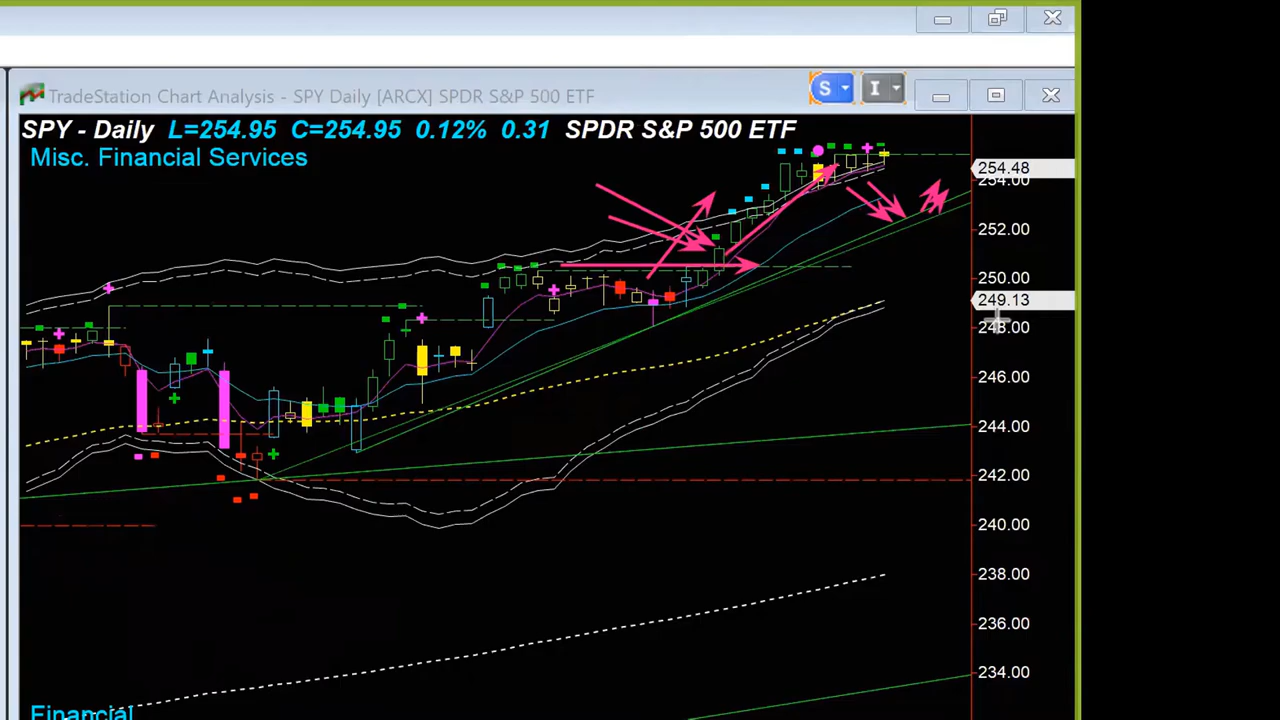 TradeStation Chart Analysis - SPY Daily [ARCX] SPDR S&P 500 ETF
S
I
SPY - Daily L=254.95 C=254.95 0.12% 0.31 SPDR S&P 500 ETF
Misc. Financial Services
254.48
254.00
252.00
250.00
249.13
248.00
246.00
244.00
242.00
240.00
238.00
236.00
234.00
Financial